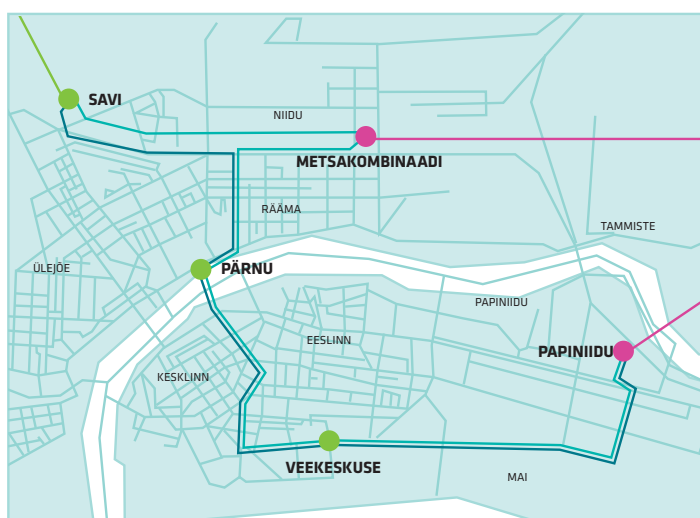 SAVI
NIIDU
METSAKOMBINAADI
RÄÄMA
TAMMISTE
ÜLEJÕE
PÄRNU
PAPINIIDU
EESLINN
PAPINIIDU
KESKLINN
VEEKESKUSE
MAI